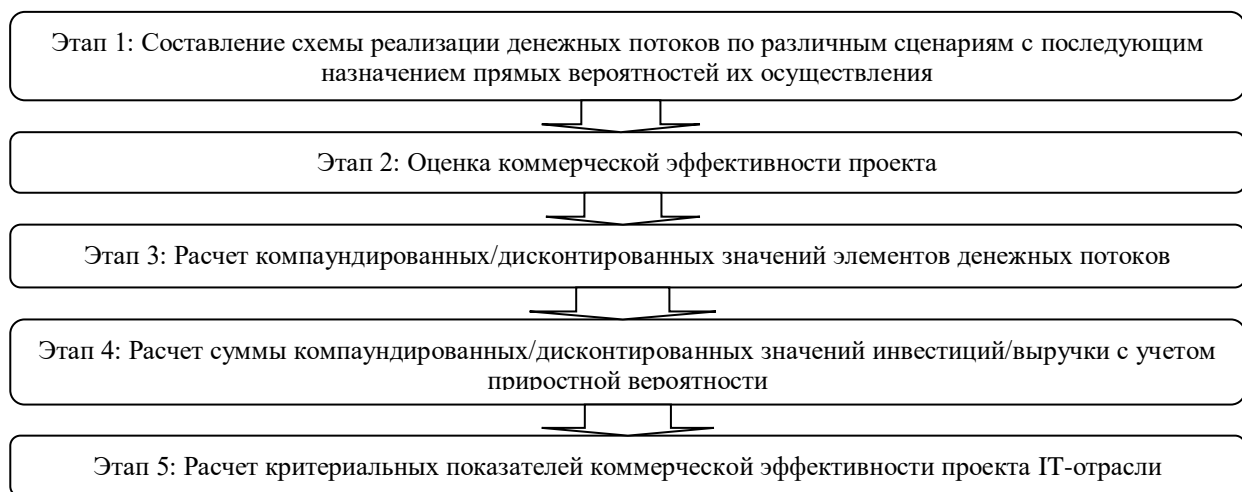 Этап 1: Составление схемы реализации денежных потоков по различным сценариям с последующим
назначением прямых вероятностей их осуществления
Этап 2: Оценка коммерческой эффективности проекта
Этап 3: Расчет компаундированных/дисконтированных значений элементов денежных потоков
Этап 4: Расчет суммы компаундированных/дисконтированных значений инвестиций/выручки с учетом
приростной вероятности
Этап 5: Расчет критериальных показателей коммерческой эффективности проекта IT-отрасли